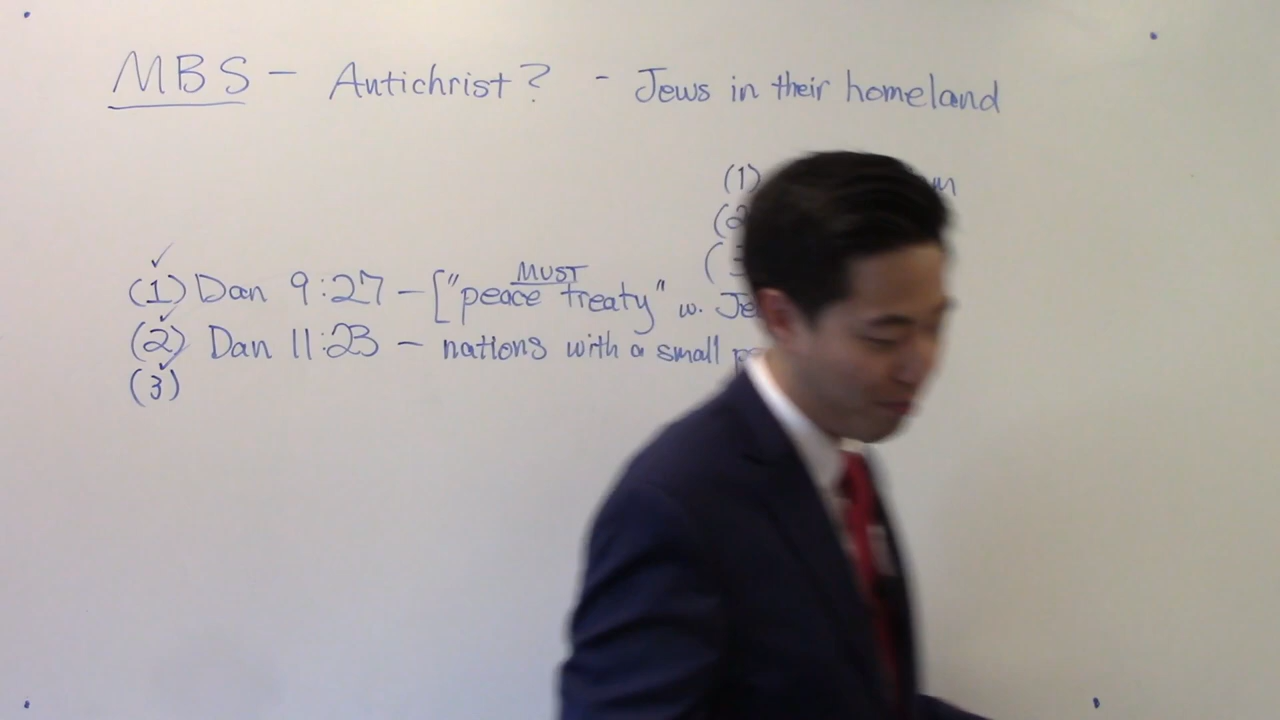 MBS - Antichrist? - Jews in their homeland
(1)
(1) Dan 9:27 - ["peace treaty" w.
MUST
(2) Dan 11:23 - nations with a small
(3)